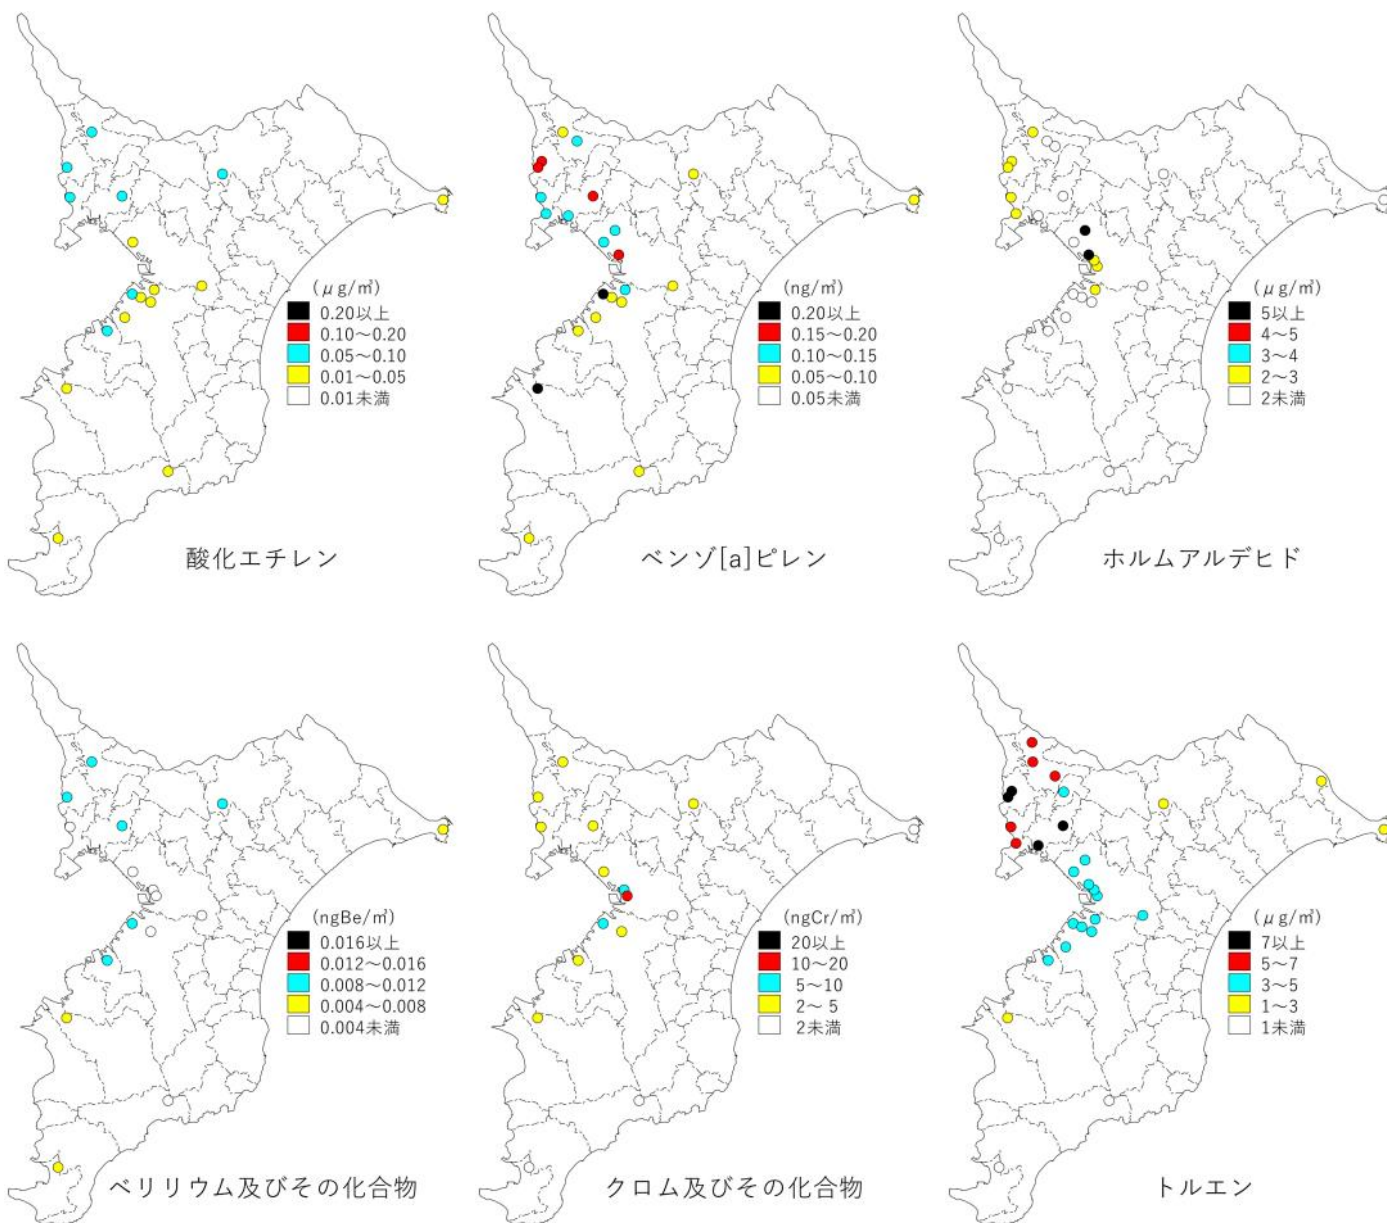 (μg/㎥)
0.20以上
0.10～0.20
0.05～0.10
0.01～0.05
0.01未満
酸化エチレン
(ng/㎥)
0.20以上
0.15～0.20
0.10～0.15
0.05～0.10
0.05未満
ベンゾ[a]ピレン
(μg/㎥)
5以上
4～5
3～4
2～3
2未満
ホルムアルデヒド
(ngBe/㎥)
0.016以上
0.012～0.016
0.008～0.012
0.004～0.008
0.004未満
ベリリウム及びその化合物
(ngCr/㎥)
20以上
10～20
5～10
2～5
2未満
クロム及びその化合物
(μg/㎥)
7以上
5～7
3～5
1～3
1未満
トルエン